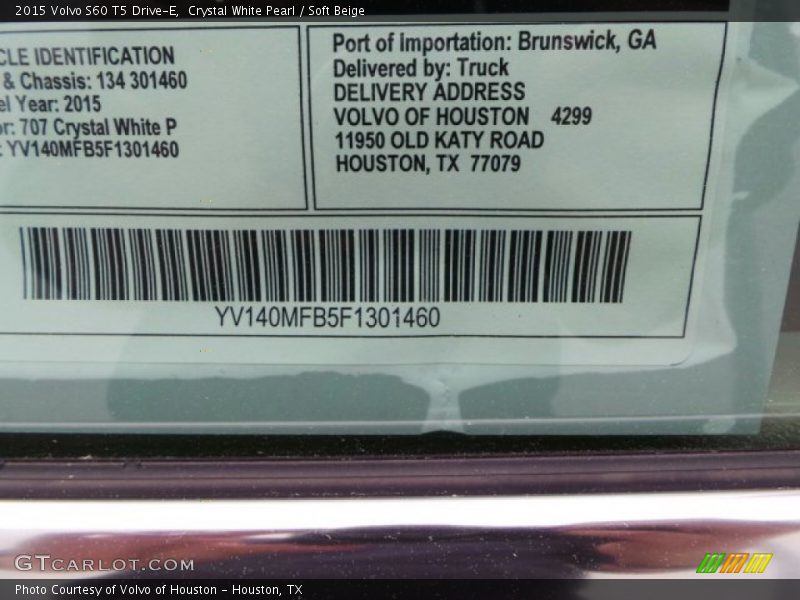 2015 Volvo S60 T5 Drive-E, Crystal White Pearl / Soft Beige
CLE IDENTIFICATION
& Chassis: 134 301460
el Year: 2015
or: 707 Crystal White P
: YV140MFB5F1301460
Port of Importation: Brunswick, GA
Delivered by: Truck
DELIVERY ADDRESS
VOLVO OF HOUSTON 4299
11950 OLD KATY ROAD
HOUSTON, TX 77079
YV140MFB5F1301460
GTCARLOT.COM
Photo Courtesy of Volvo of Houston - Houston, TX